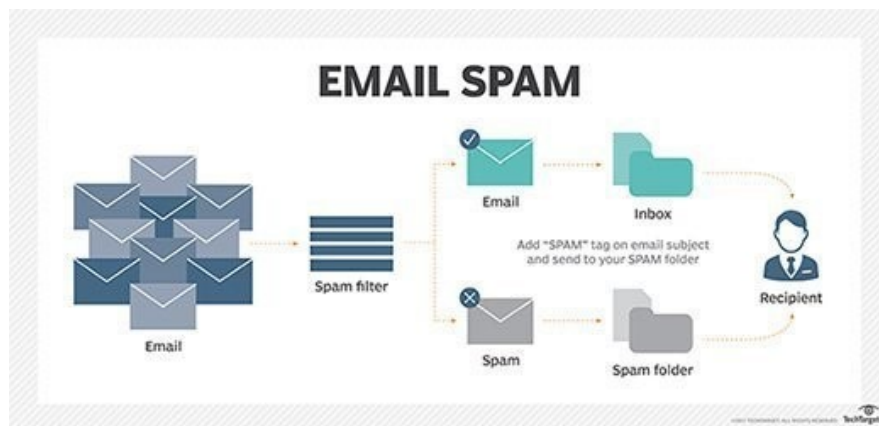 EMAIL SPAM
Email
Inbox
Add "SPAM" tag on email subject
and send to your SPAM folder
Spam filter
Recipient
Email
Spam
Spam folder
TechTarget